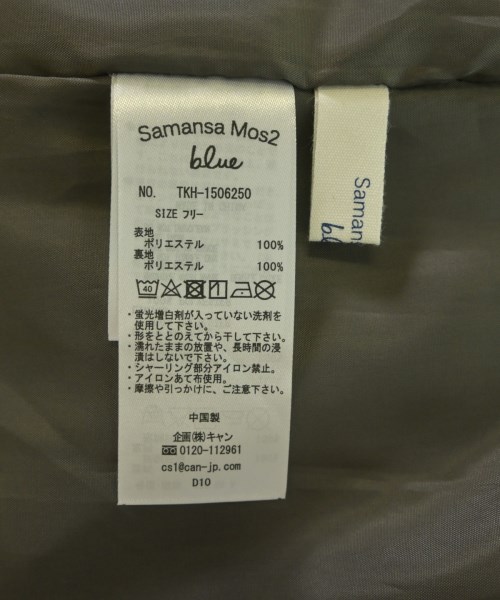 Samansa Mos2
blue
NO. TKH-1506250
SIZE フリー
表地
ポリエステル 100%
裏地
ポリエステル 100%
40
・蛍光増白剤が入っていない洗剤を
使用して下さい。
・形をととのえてから干して下さい。
・濡れたままの放置や、長時間の浸
漬はしないで下さい。
・シャーリング部分アイロン禁止。
・アイロンあて布使用。
・摩擦や引っかけに、ご注意下さい。
中国製
企画(株)キャン
0120-112961
cs1@can-jp.com
D10
Samans
bl